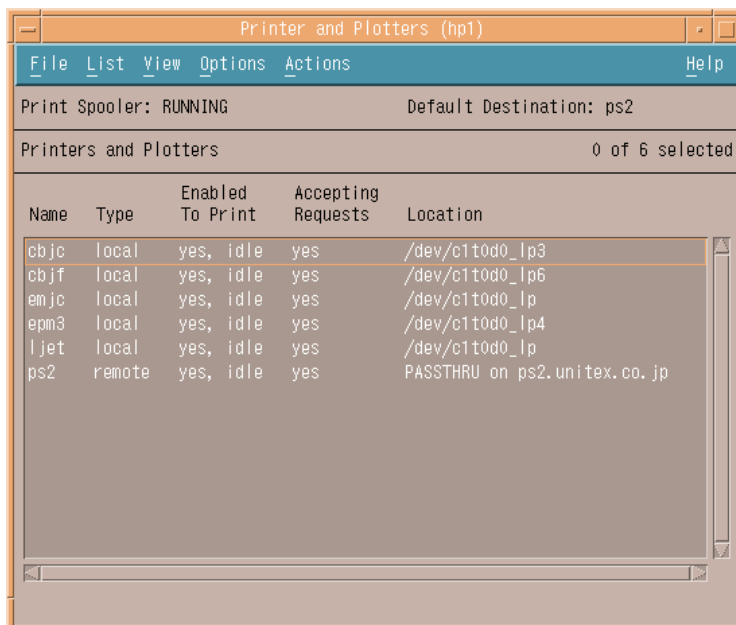 Printer and Plotters (hp1)
File List View Options Actions Help
Print Spooler: RUNNING Default Destination: ps2
Printers and Plotters 0 of 6 selected
Enabled Accepting
Name Type To Print Requests Location
cbjc local yes, idle yes /dev/c1t0d0_lp3
cbjf local yes, idle yes /dev/c1t0d0_lp6
emjc local yes, idle yes /dev/c1t0d0_lp
epm3 local yes, idle yes /dev/c1t0d0_lp4
ljet local yes, idle yes /dev/c1t0d0_lp
ps2 remote yes, idle yes PASSTHRU on ps2.unitex.co.jp